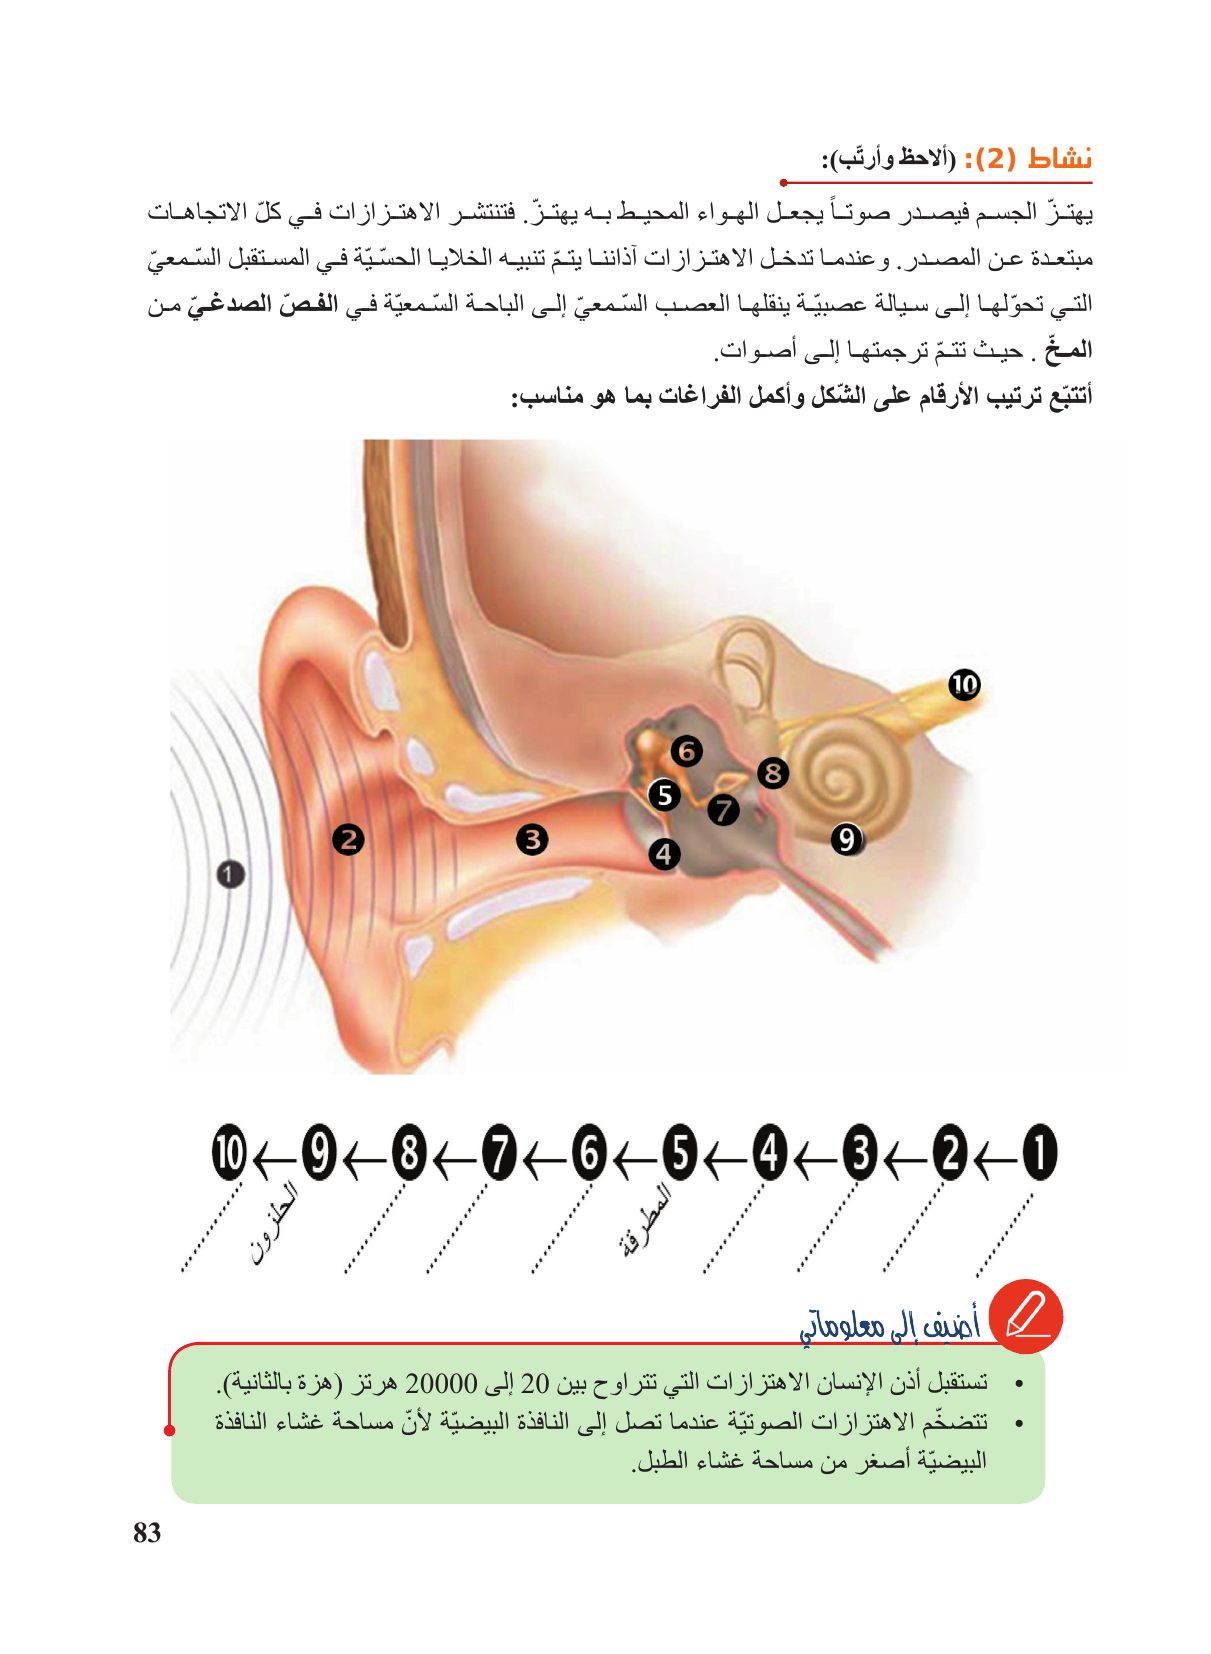 نشاط (2): (ألاحظ وأرتّب):
يهتزّ الجسم فيصدر صوتاً يجعل الهواء المحيط به يهتزّ. فتنتشر الاهتزازات في كلّ الاتجاهات
مبتعدة عن المصدر. وعندما تدخل الاهتزازات آذاننا يتمّ تنبيه الخلايا الحسّيّة في المستقبل السّمعيّ
التي تحوّلها إلى سيالة عصبيّة ينقلها العصب السّمعيّ إلى الباحة السّمعيّة في الفصّ الصدغيّ من
المخّ . حيث تتمّ ترجمتها إلى أصوات.
أتتبّع ترتيب الأرقام على الشّكل وأكمل الفراغات بما هو مناسب:
10
6
8
5
7
2
3
9
4
1
1 ← 2 ← 3 ← 4 ← 5 ← 6 ← 7 ← 8 ← 9 ← 10
المطرقة
الحلزون
أضيف إلى معلوماتي
• تستقبل أذن الإنسان الاهتزازات التي تتراوح بين 20 إلى 20000 هرتز (هزة بالثانية).
• تتضخّم الاهتزازات الصوتيّة عندما تصل إلى النافذة البيضيّة لأنّ مساحة غشاء النافذة
البيضيّة أصغر من مساحة غشاء الطبل.
83